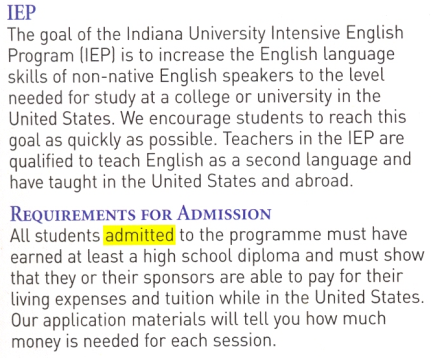 IEP
The goal of the Indiana University Intensive English
Program (IEP) is to increase the English language
skills of non-native English speakers to the level
needed for study at a college or university in the
United States. We encourage students to reach this
goal as quickly as possible. Teachers in the IEP are
qualified to teach English as a second language and
have taught in the United States and abroad.
REQUIREMENTS FOR ADMISSION
All students admitted to the programme must have
earned at least a high school diploma and must show
that they or their sponsors are able to pay for their
living expenses and tuition while in the United States.
Our application materials will tell you how much
money is needed for each session.